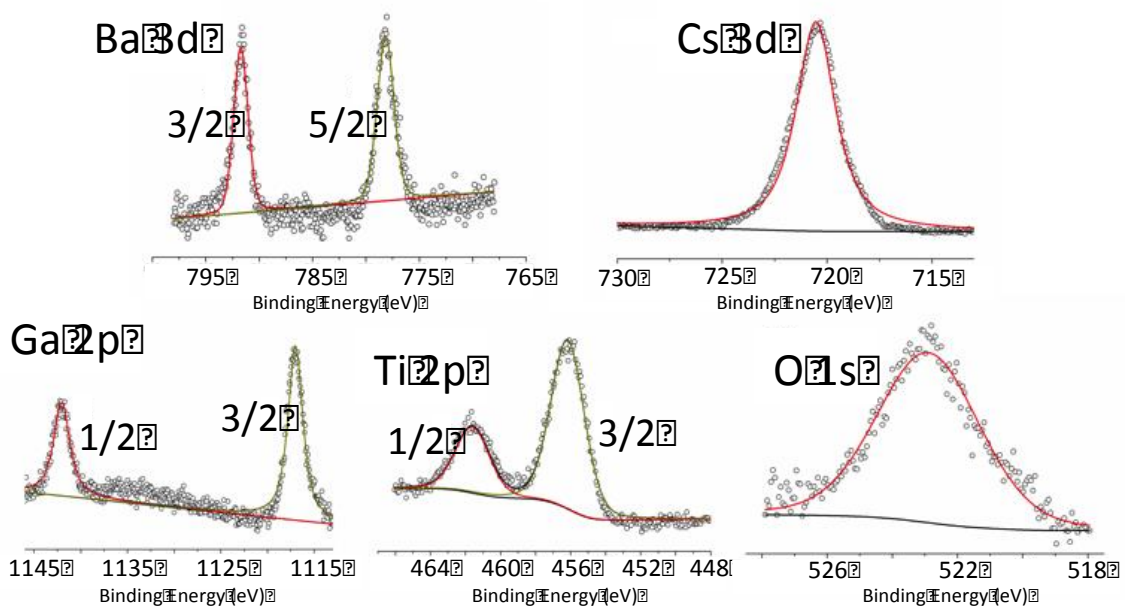 Ba 3d
3/2
5/2
795 785 775 765
Binding Energy (eV)
Cs 3d
730 725 720 715
Binding Energy (eV)
Ga 2p
1/2
3/2
1145 1135 1125 1115
Binding Energy (eV)
Ti 2p
1/2
3/2
464 460 456 452 448
Binding Energy (eV)
O 1s
526 522 518
Binding Energy (eV)